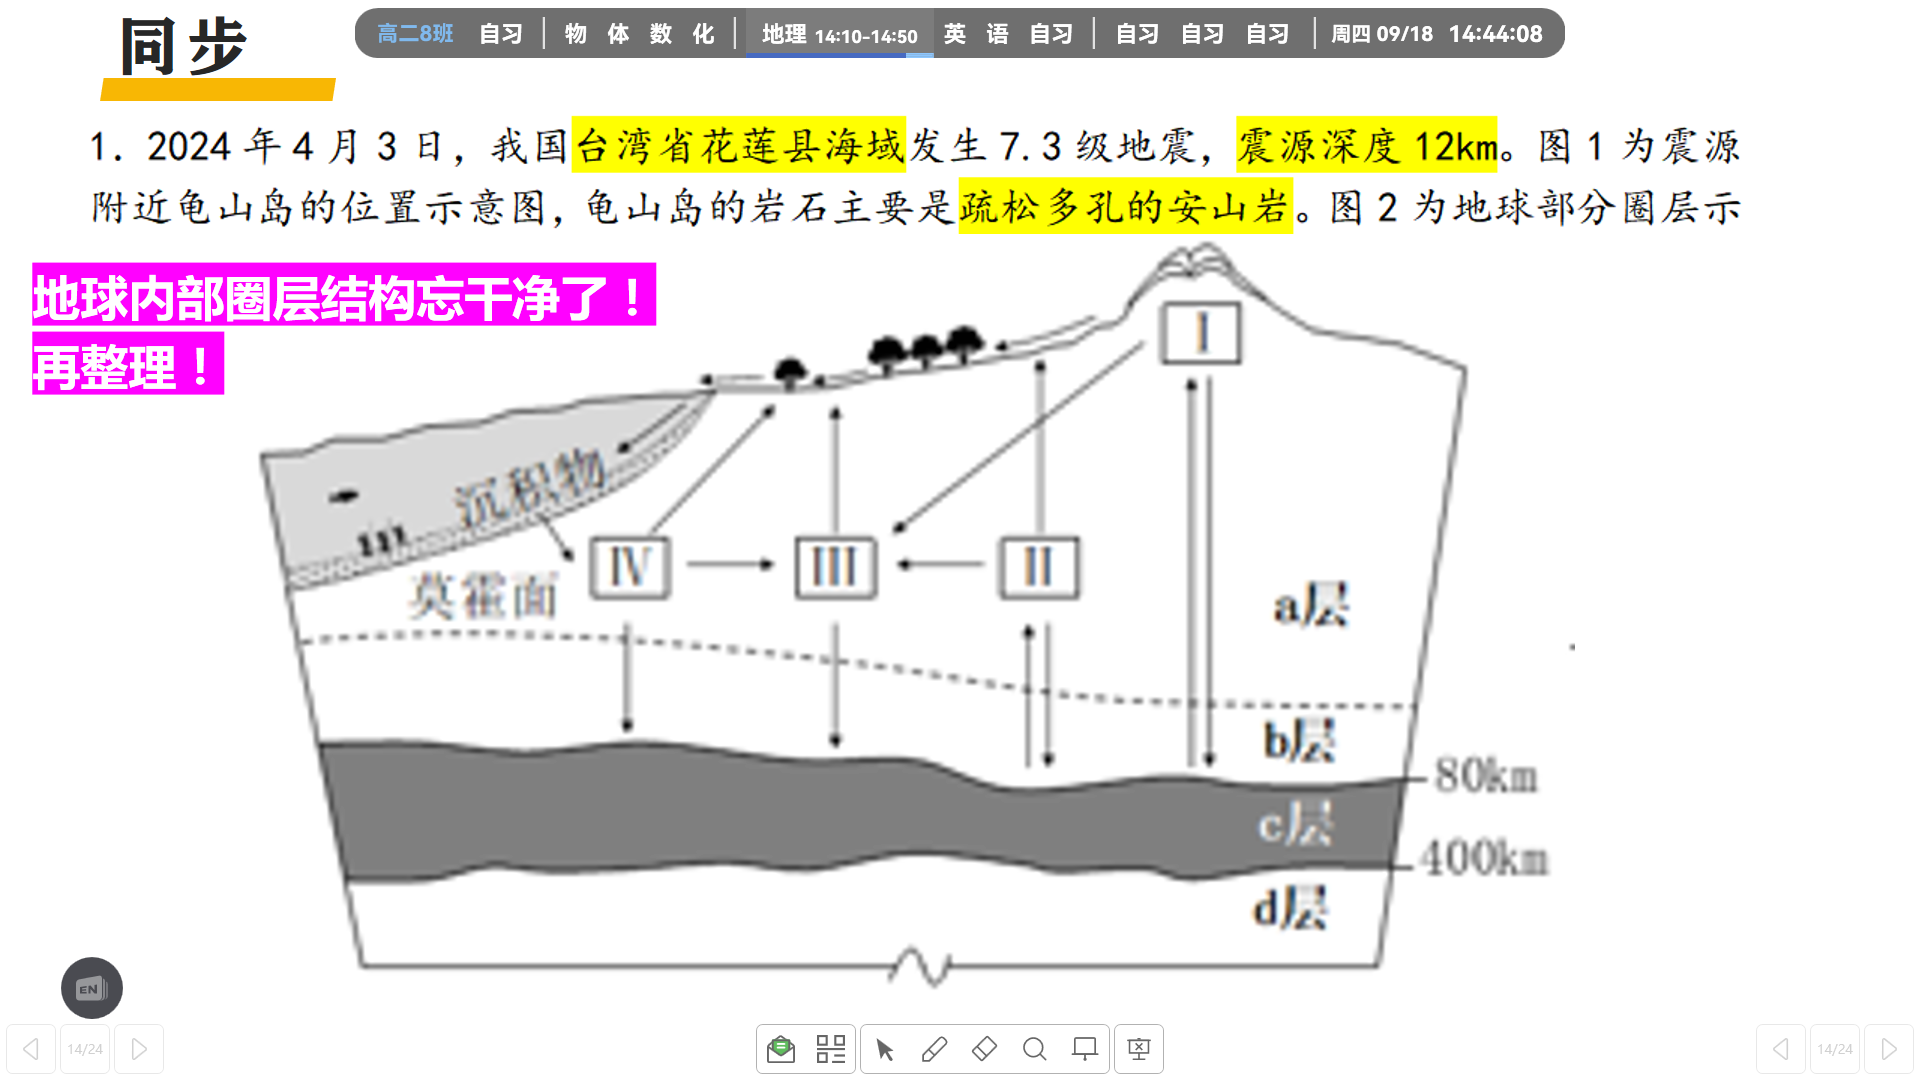 同步
高二8班 自习 物 体 数 化 地理 14:10-14:50 英 语 自习 自习 自习 自习 周四 09/18 14:44:08
1. 2024 年 4 月 3 日，我国台湾省花莲县海域发生 7.3 级地震，震源深度 12km。图 1 为震源
附近龟山岛的位置示意图，龟山岛的岩石主要是疏松多孔的安山岩。图 2 为地球部分圈层示
地球内部圈层结构忘干净了！
再整理！
I
沉积物
IV III II
莫霍面
a层
b层
80km
c层
400km
d层
EN
14/24 14/24